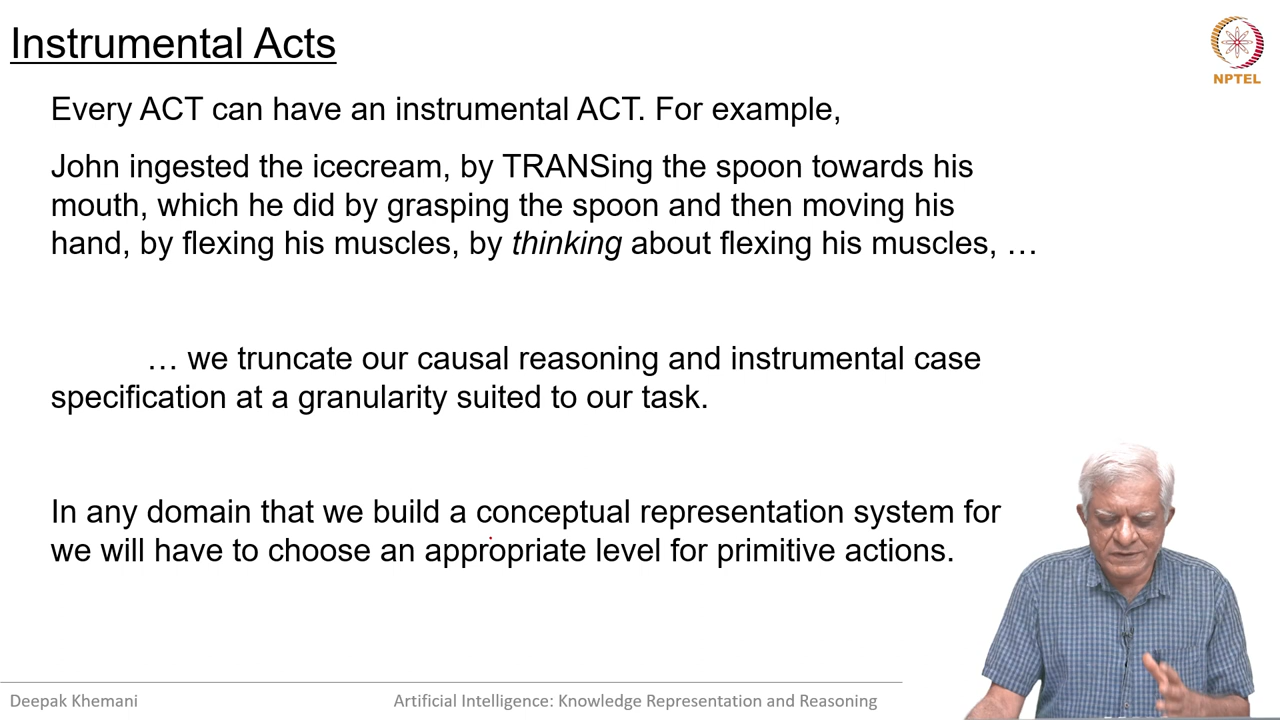 Instrumental Acts
NPTEL
Every ACT can have an instrumental ACT. For example,
John ingested the icecream, by TRANSing the spoon towards his
mouth, which he did by grasping the spoon and then moving his
hand, by flexing his muscles, by thinking about flexing his muscles, …
… we truncate our causal reasoning and instrumental case
specification at a granularity suited to our task.
In any domain that we build a conceptual representation system for
we will have to choose an appropriate level for primitive actions.
Deepak Khemani
Artificial Intelligence: Knowledge Representation and Reasoning